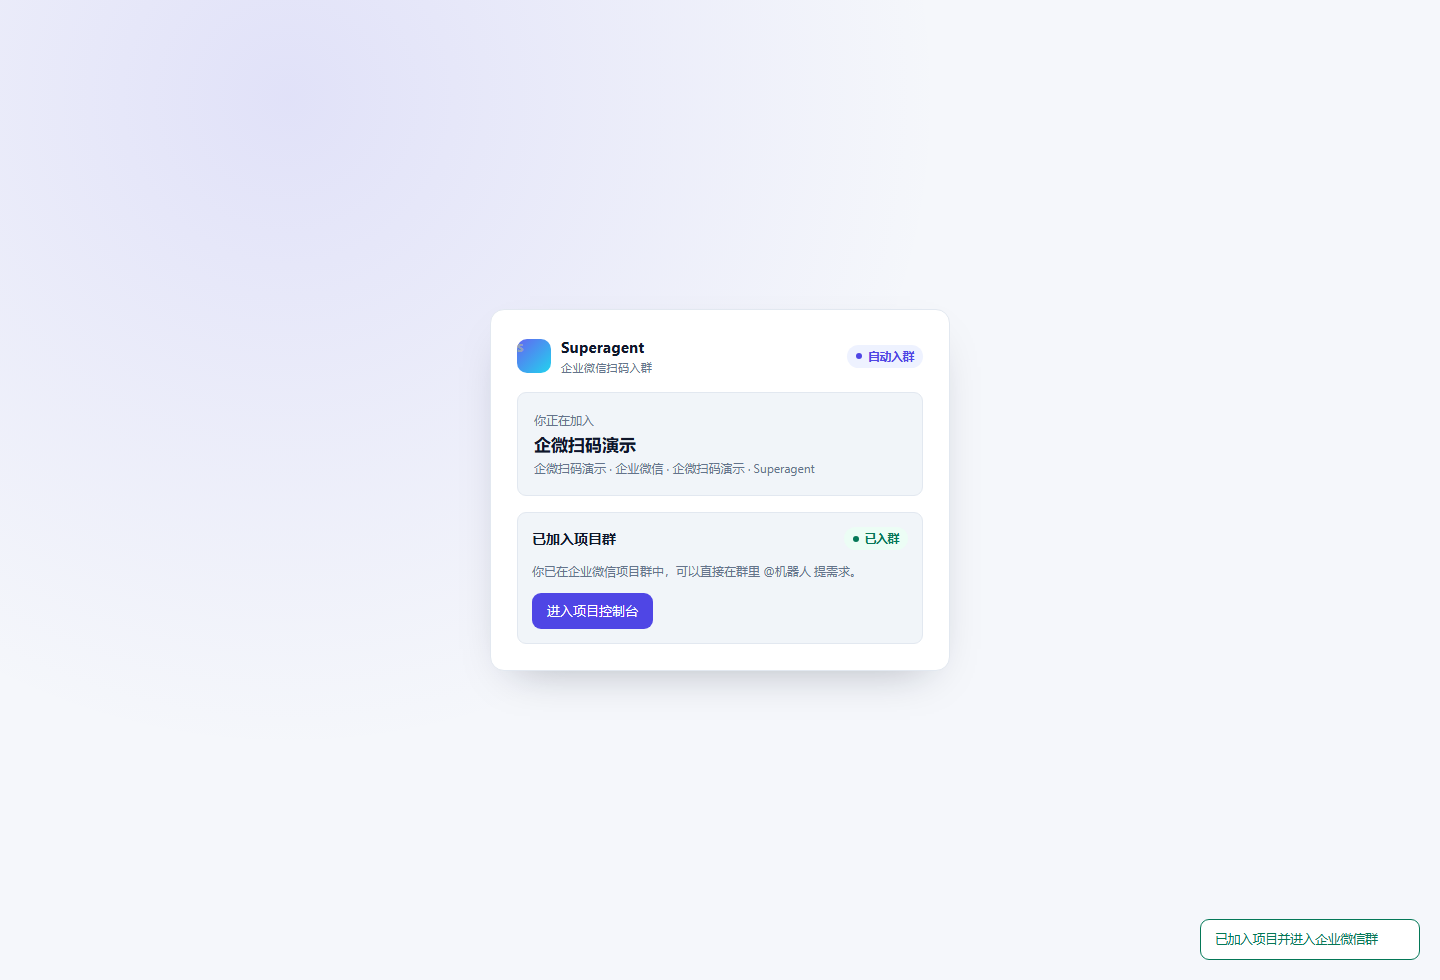 S
Superagent
企业微信扫码入群
自动入群
你正在加入
企微扫码演示
企微扫码演示 · 企业微信 · 企微扫码演示 · Superagent
已加入项目群
已入群
你已在企业微信项目群中，可以直接在群里 @机器人 提需求。
进入项目控制台
已加入项目并进入企业微信群